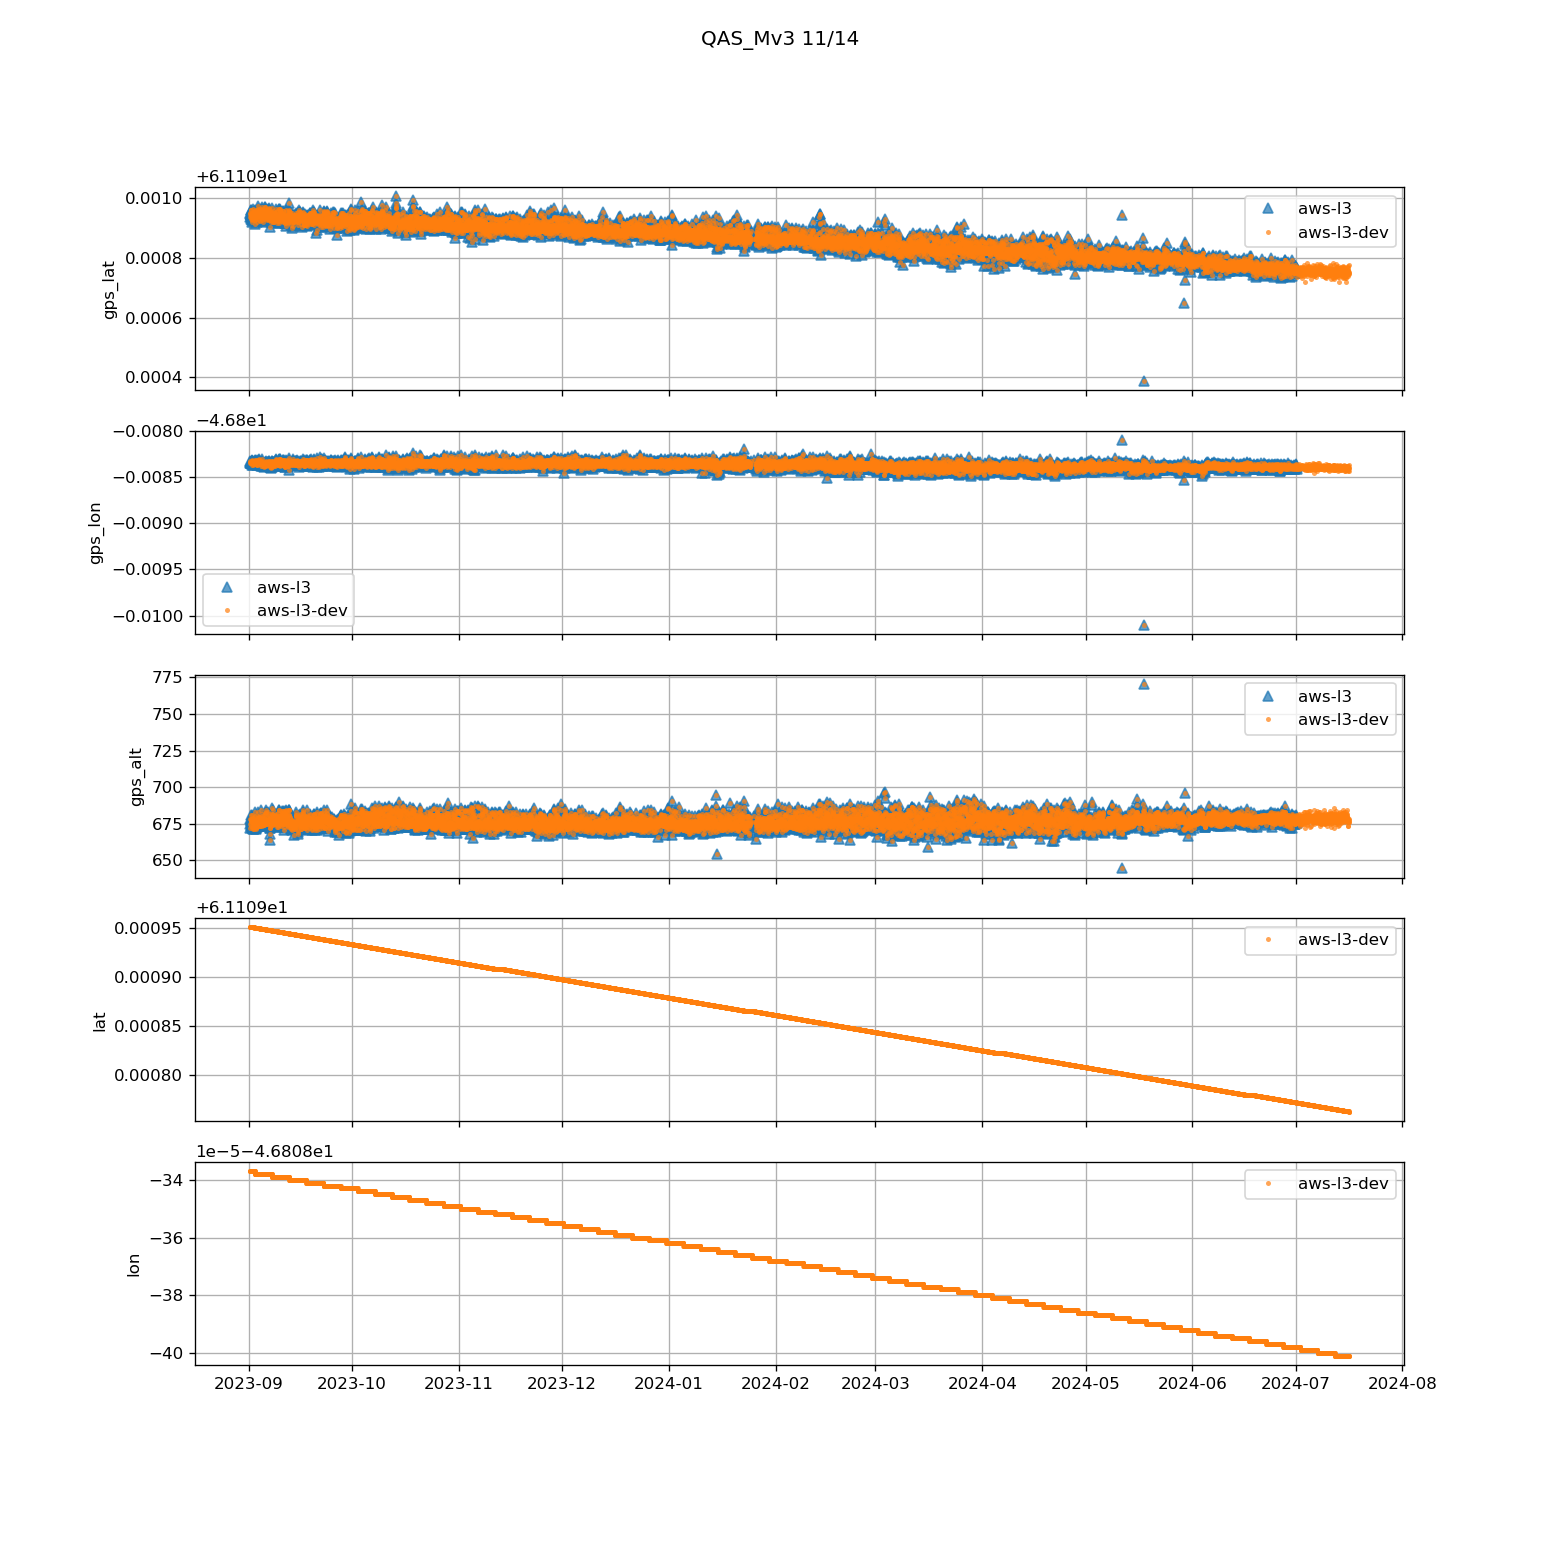 QAS_Mv3 11/14
+6.1109e1
0.0010
0.0008
0.0006
0.0004
gps_lat
aws-l3
aws-l3-dev
−4.68e1
−0.0080
−0.0085
−0.0090
−0.0095
−0.0100
gps_lon
aws-l3
aws-l3-dev
775
750
725
700
675
650
gps_alt
aws-l3
aws-l3-dev
+6.1109e1
0.00095
0.00090
0.00085
0.00080
lat
aws-l3-dev
1e−5−4.6808e1
−34
−36
−38
−40
lon
aws-l3-dev
2023-09 2023-10 2023-11 2023-12 2024-01 2024-02 2024-03 2024-04 2024-05 2024-06 2024-07 2024-08